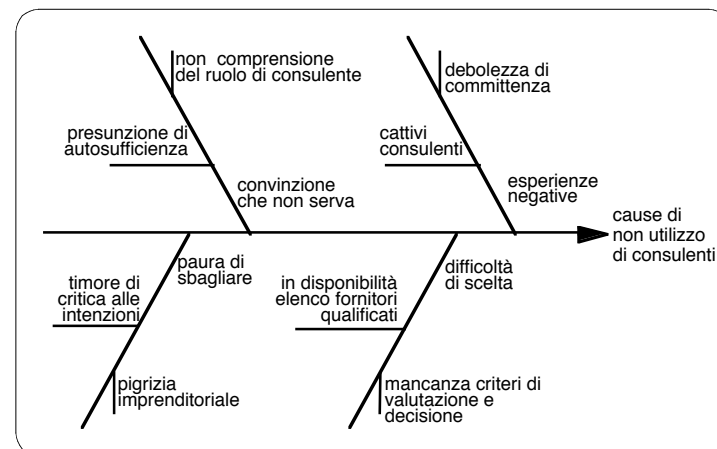 non comprensione
del ruolo di consulente
presunzione di
autosufficienza
convinzione
che non serva
debolezza di
committenza
cattivi
consulenti
esperienze
negative
cause di
non utilizzo
di consulenti
timore di
critica alle
intenzioni
paura di
sbagliare
pigrizia
imprenditoriale
in disponibilità
elenco fornitori
qualificati
difficoltà
di scelta
mancanza criteri di
valutazione e
decisione